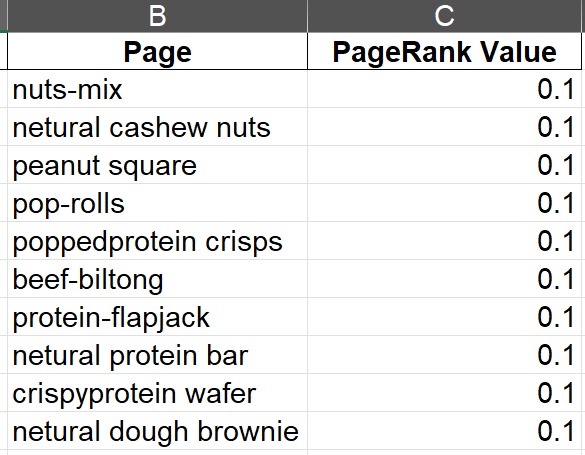 B C
Page PageRank Value
nuts-mix 0.1
netural cashew nuts 0.1
peanut square 0.1
pop-rolls 0.1
poppedprotein crisps 0.1
beef-biltong 0.1
protein-flapjack 0.1
netural protein bar 0.1
crispyprotein wafer 0.1
netural dough brownie 0.1